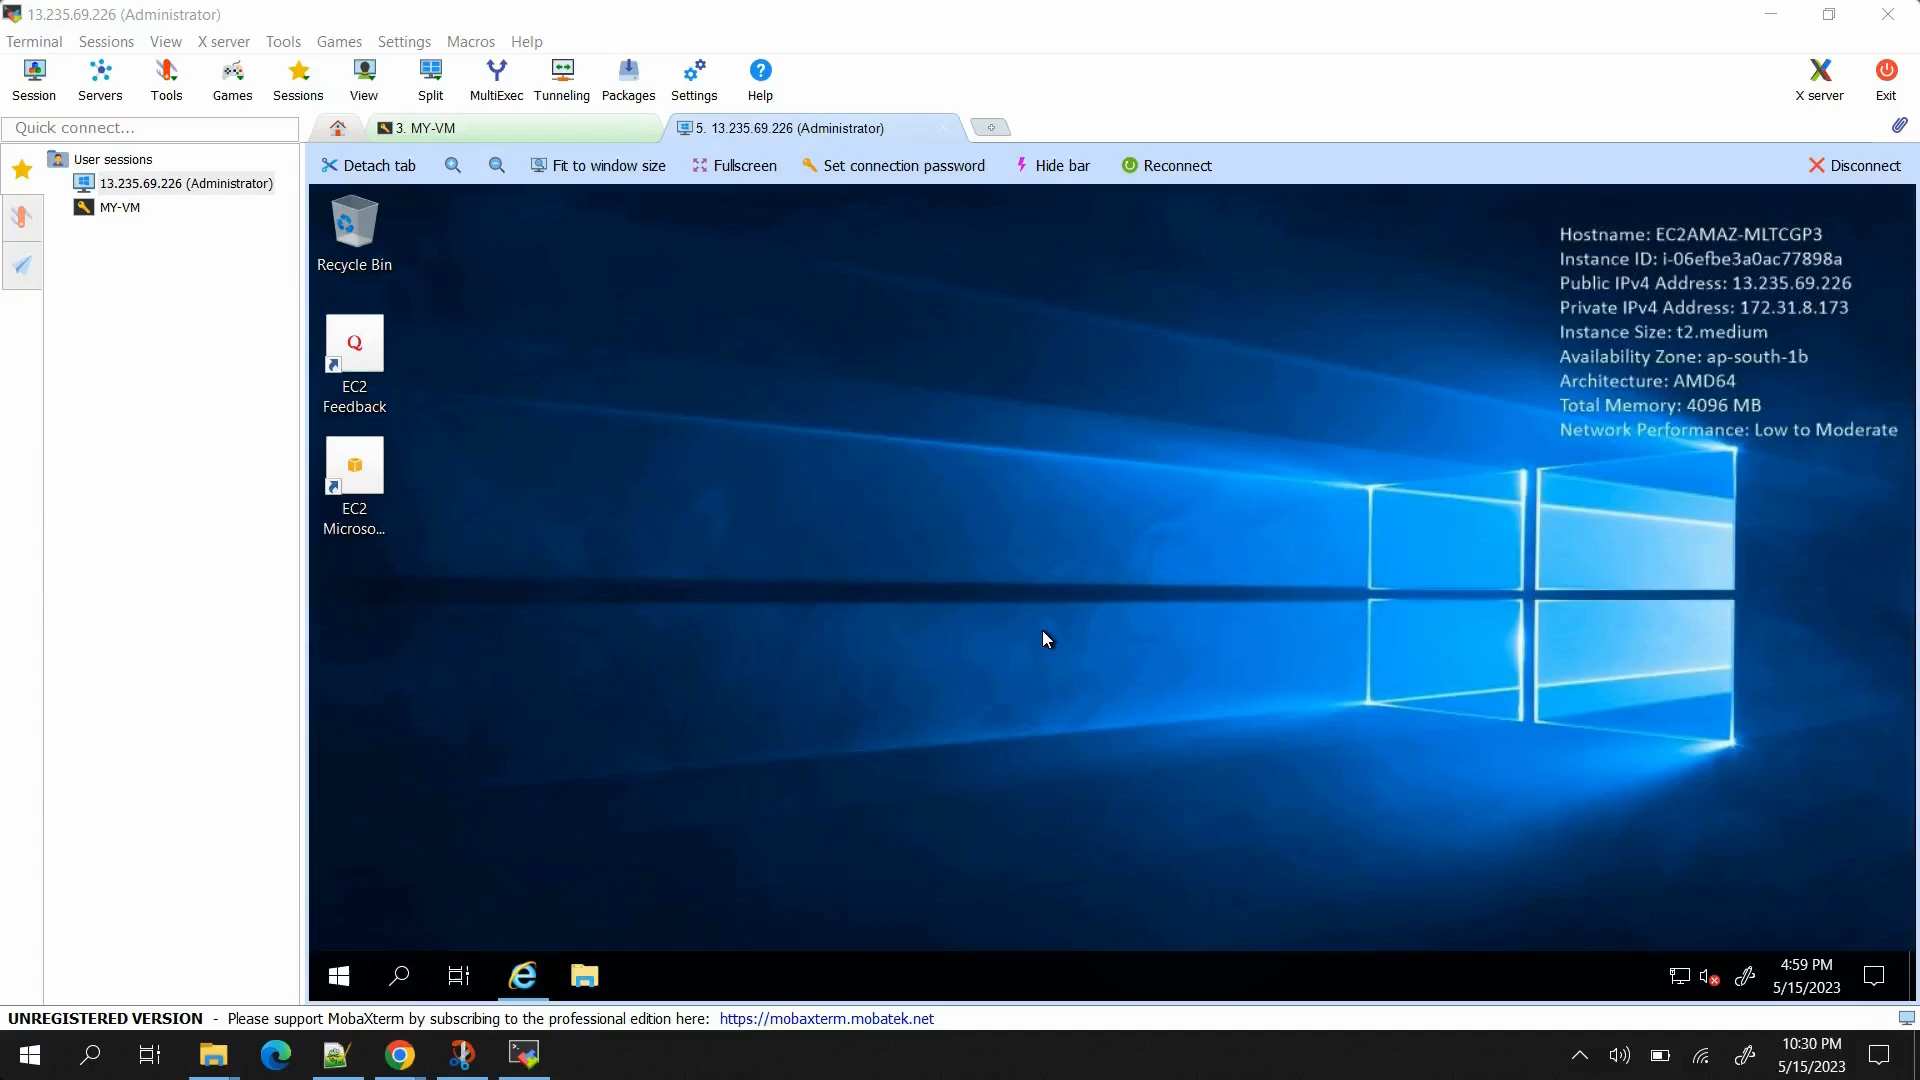 13.235.69.226 (Administrator)
Terminal Sessions View X server Tools Games Settings Macros Help
Session Servers Tools Games Sessions View Split MultiExec Tunneling Packages Settings Help X server Exit
Quick connect...
3. MY-VM
5. 13.235.69.226 (Administrator)
User sessions
13.235.69.226 (Administrator)
MY-VM
Detach tab Fit to window size Fullscreen Set connection password Hide bar Reconnect Disconnect
Recycle Bin
Q
EC2
Feedback
EC2
Microso...
Hostname: EC2AMAZ-MLTCGP3
Instance ID: i-06efbe3a0ac77898a
Public IPv4 Address: 13.235.69.226
Private IPv4 Address: 172.31.8.173
Instance Size: t2.medium
Availability Zone: ap-south-1b
Architecture: AMD64
Total Memory: 4096 MB
Network Performance: Low to Moderate
4:59 PM
5/15/2023
UNREGISTERED VERSION - Please support MobaXterm by subscribing to the professional edition here: https://mobaxterm.mobatek.net
10:30 PM
5/15/2023